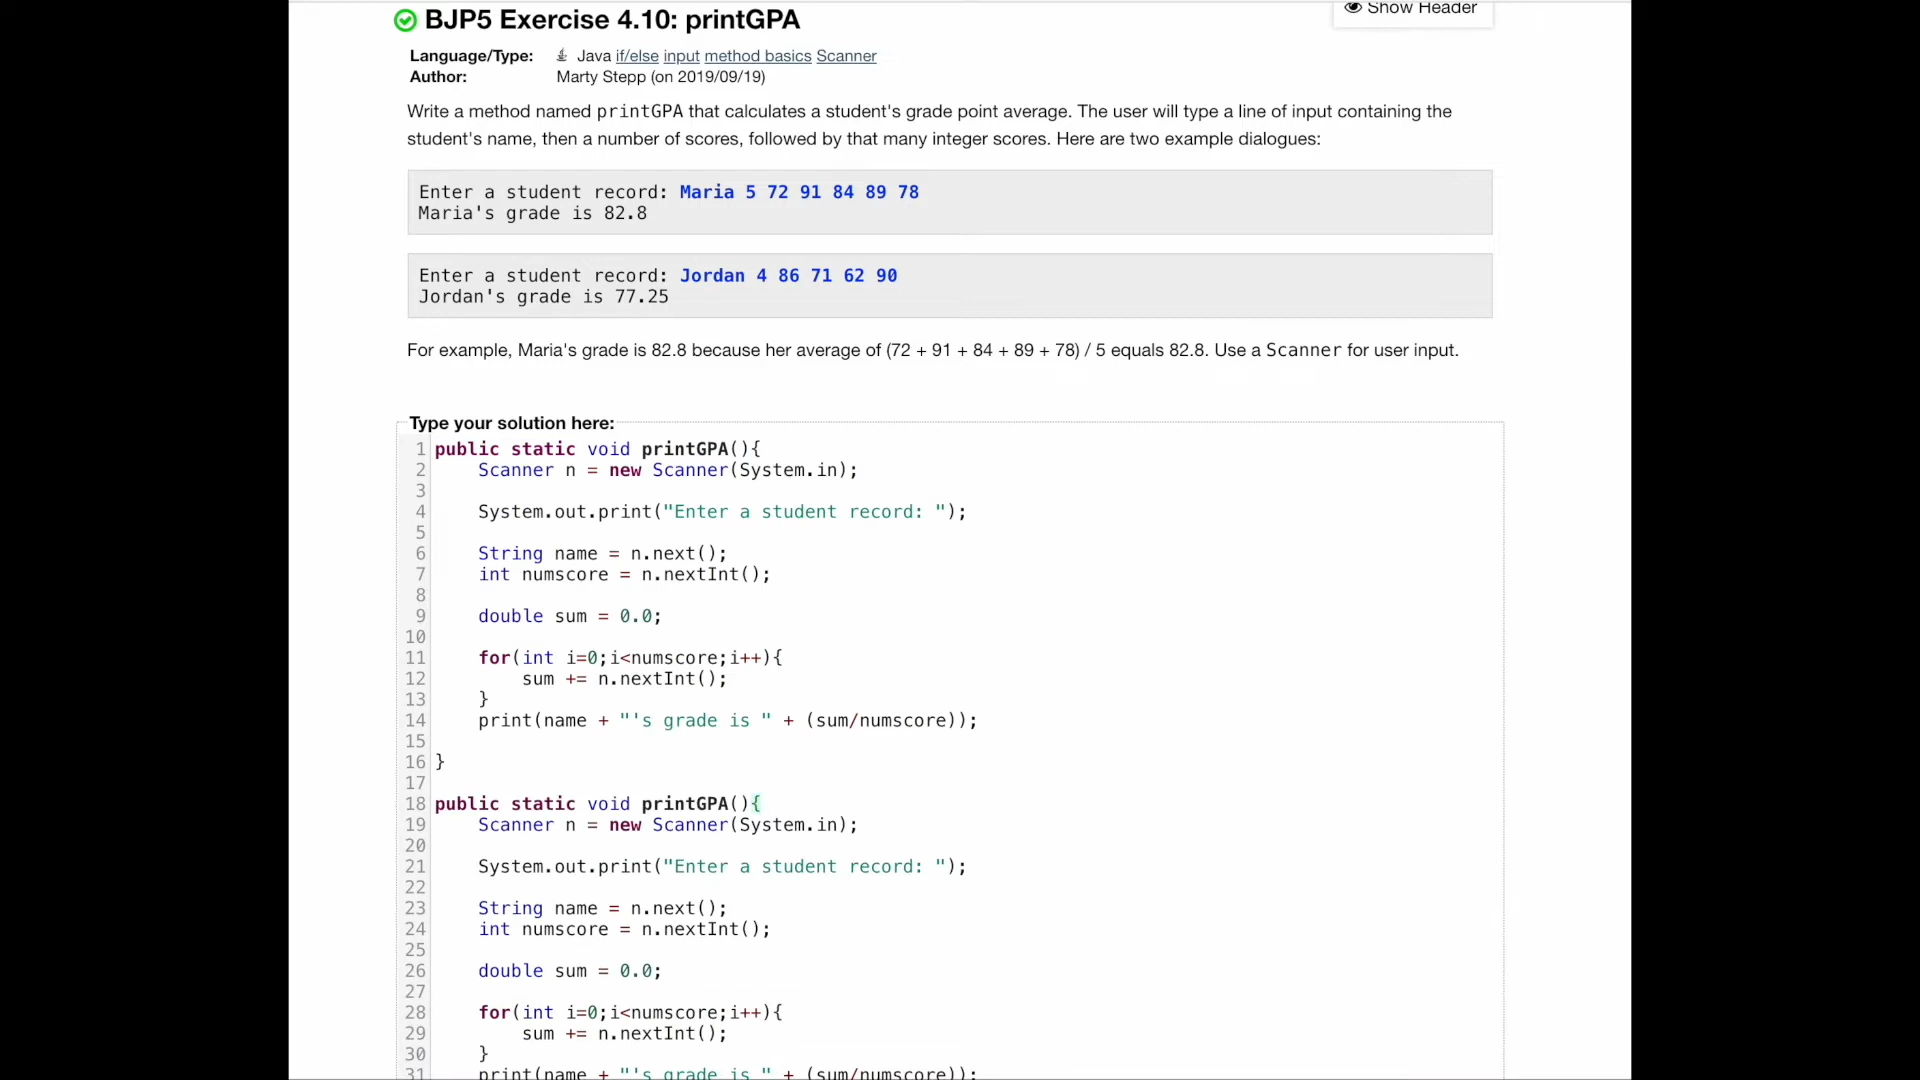 BJP5 Exercise 4.10: printGPA
Show Header
Language/Type: Java if/else input method basics Scanner
Author: Marty Stepp (on 2019/09/19)
Write a method named printGPA that calculates a student's grade point average. The user will type a line of input containing the
student's name, then a number of scores, followed by that many integer scores. Here are two example dialogues:
Enter a student record: Maria 5 72 91 84 89 78
Maria's grade is 82.8
Enter a student record: Jordan 4 86 71 62 90
Jordan's grade is 77.25
For example, Maria's grade is 82.8 because her average of (72 + 91 + 84 + 89 + 78) / 5 equals 82.8. Use a Scanner for user input.
Type your solution here:
1 public static void printGPA(){
2     Scanner n = new Scanner(System.in);
3
4     System.out.print("Enter a student record: ");
5
6     String name = n.next();
7     int numscore = n.nextInt();
8
9     double sum = 0.0;
10
11     for(int i=0;i<numscore;i++){
12         sum += n.nextInt();
13     }
14     print(name + "'s grade is " + (sum/numscore));
15
16 }
17
18 public static void printGPA(){
19     Scanner n = new Scanner(System.in);
20
21     System.out.print("Enter a student record: ");
22
23     String name = n.next();
24     int numscore = n.nextInt();
25
26     double sum = 0.0;
27
28     for(int i=0;i<numscore;i++){
29         sum += n.nextInt();
30     }
31     print(name + "'s grade is " + (sum/numscore));